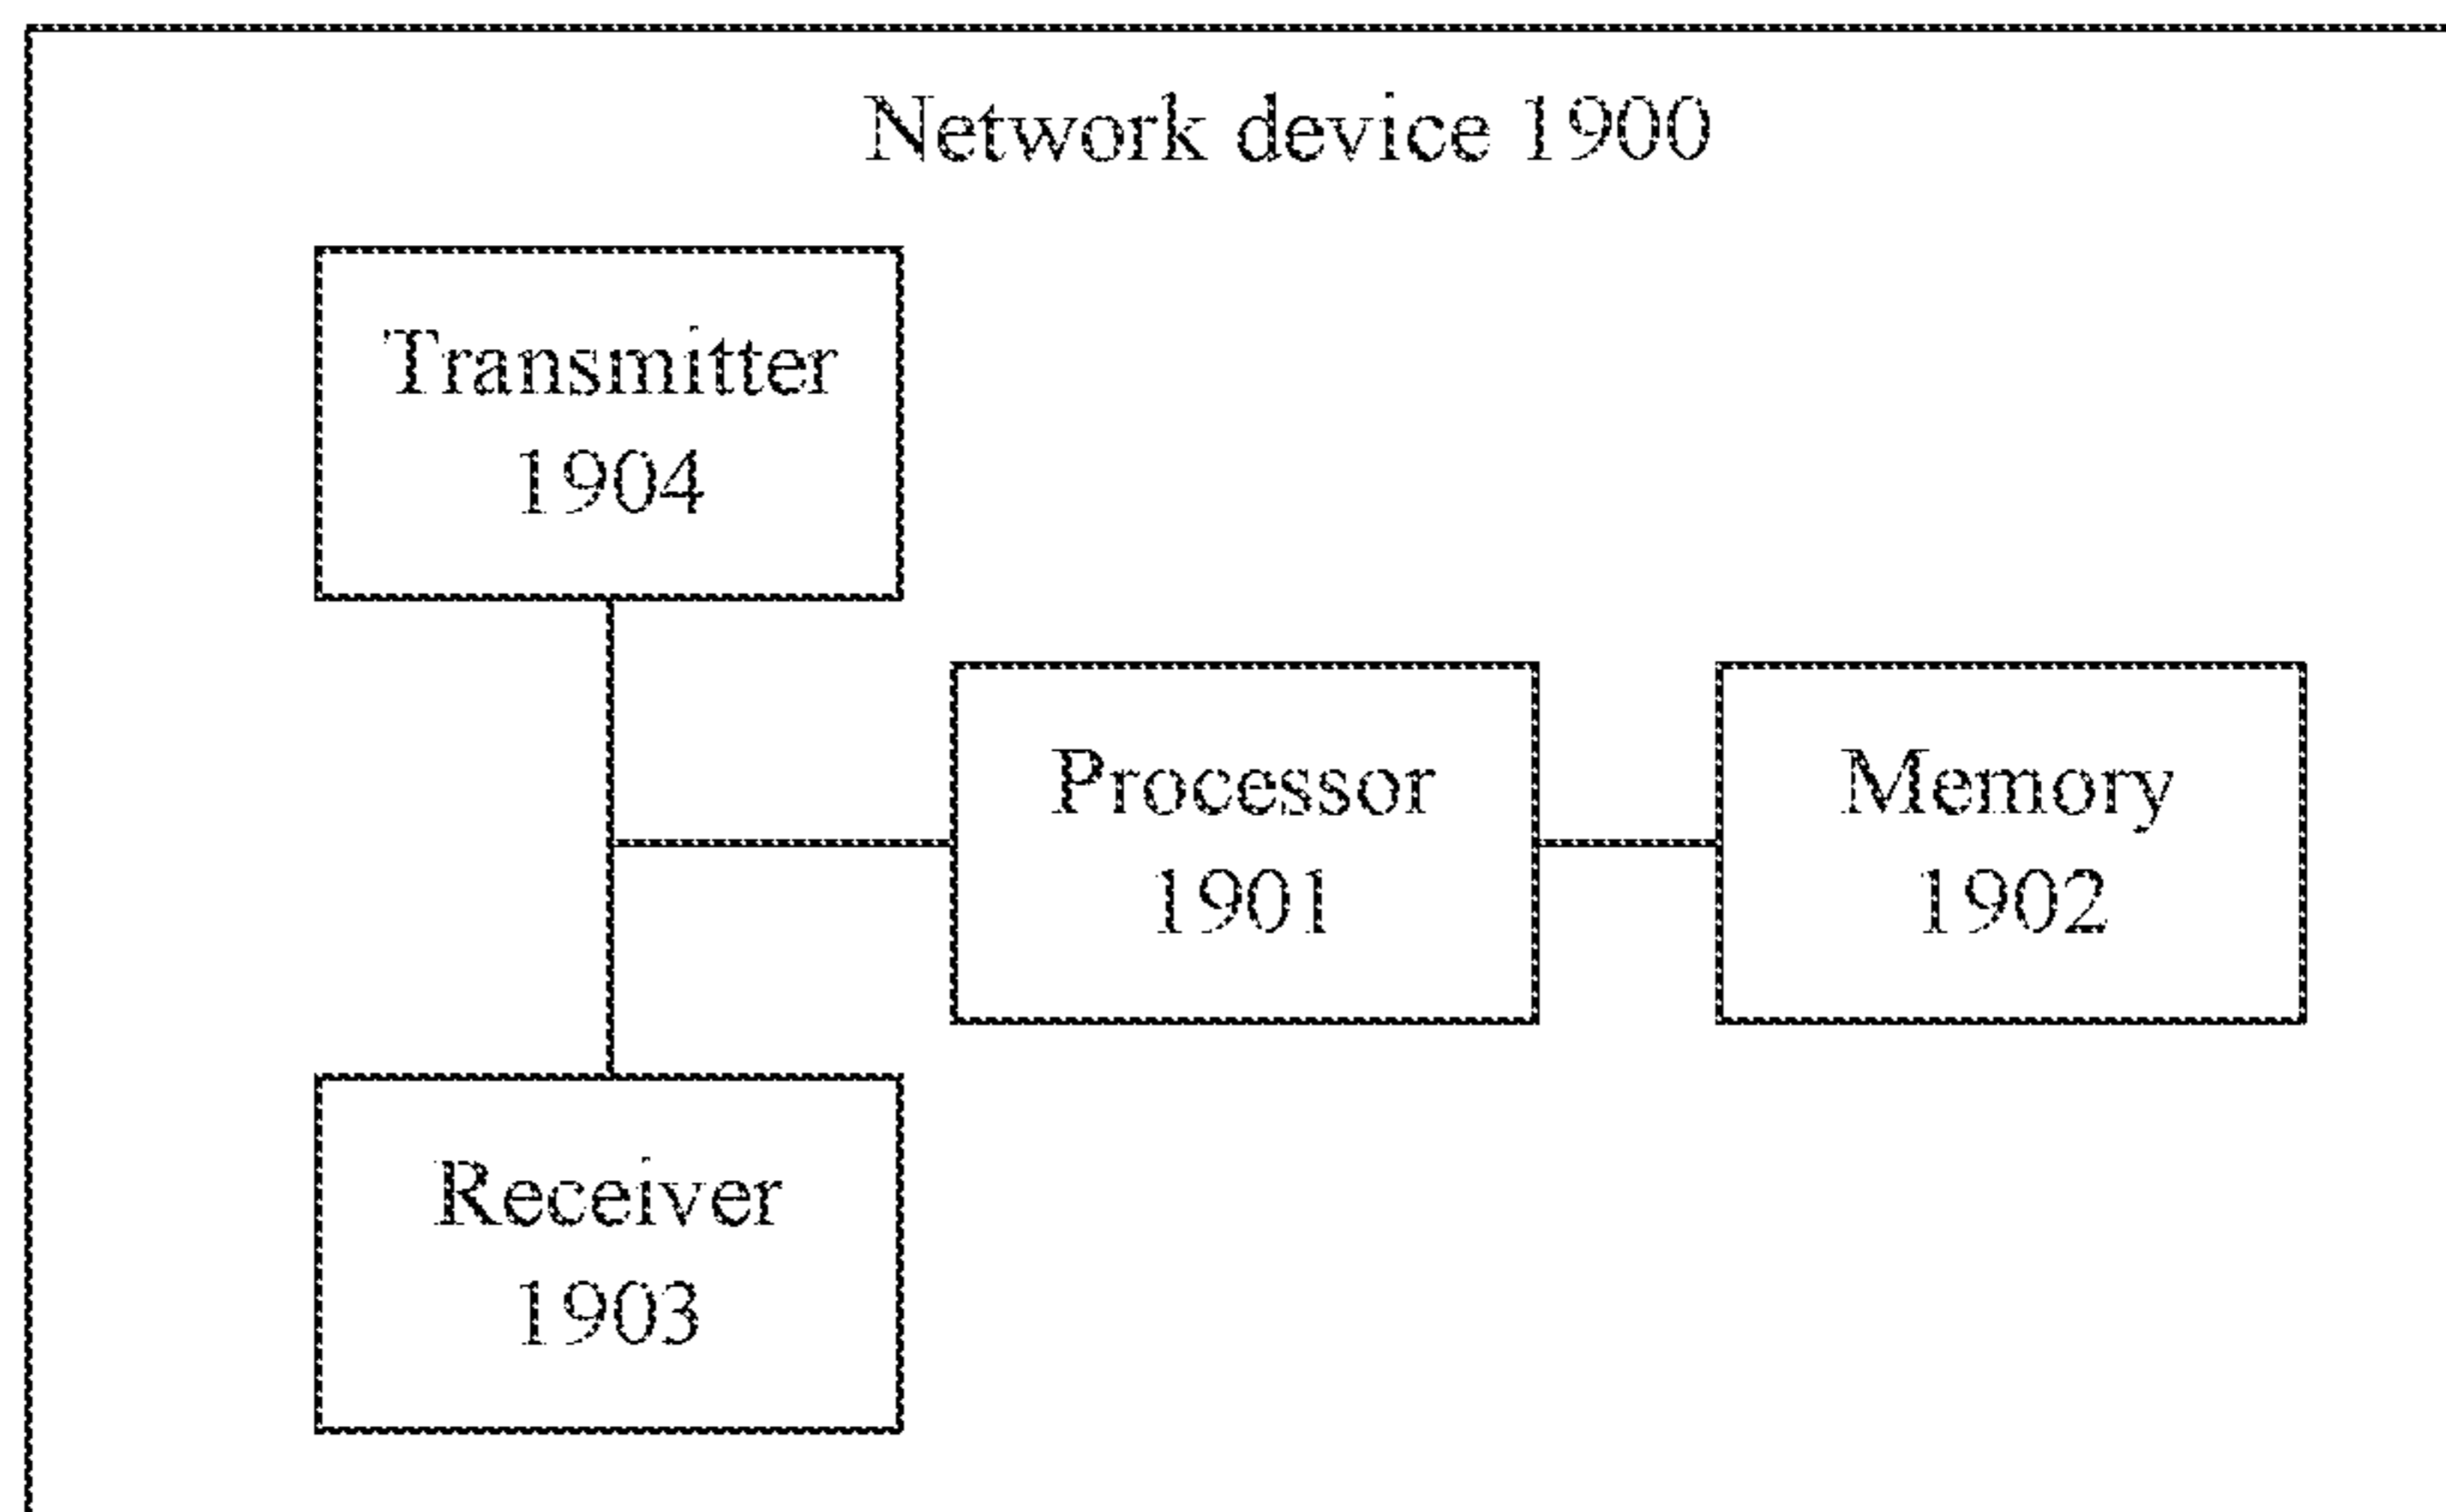 Network device 1900
Transmitter
1904
Processor
1901
Memory
1902
Receiver
1903